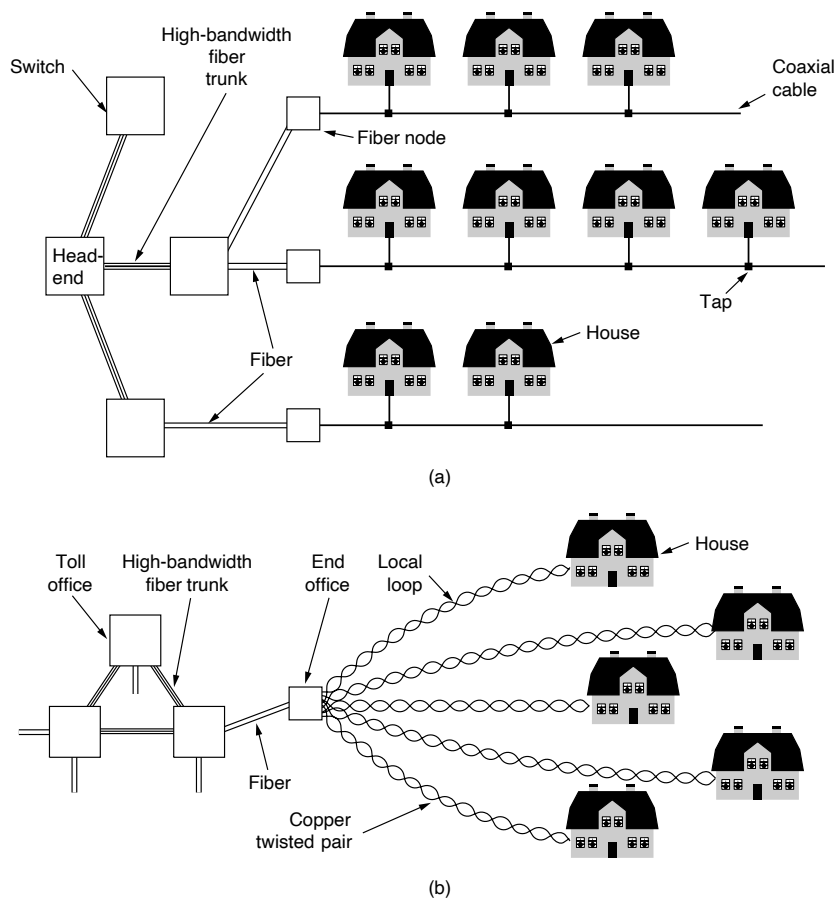 High-bandwidth
fiber
trunk
Switch
Coaxial
cable
Fiber node
Head-
end
Tap
Fiber
House
(a)
Toll
office
High-bandwidth
fiber trunk
End
office
Local
loop
House
Fiber
Copper
twisted pair
(b)